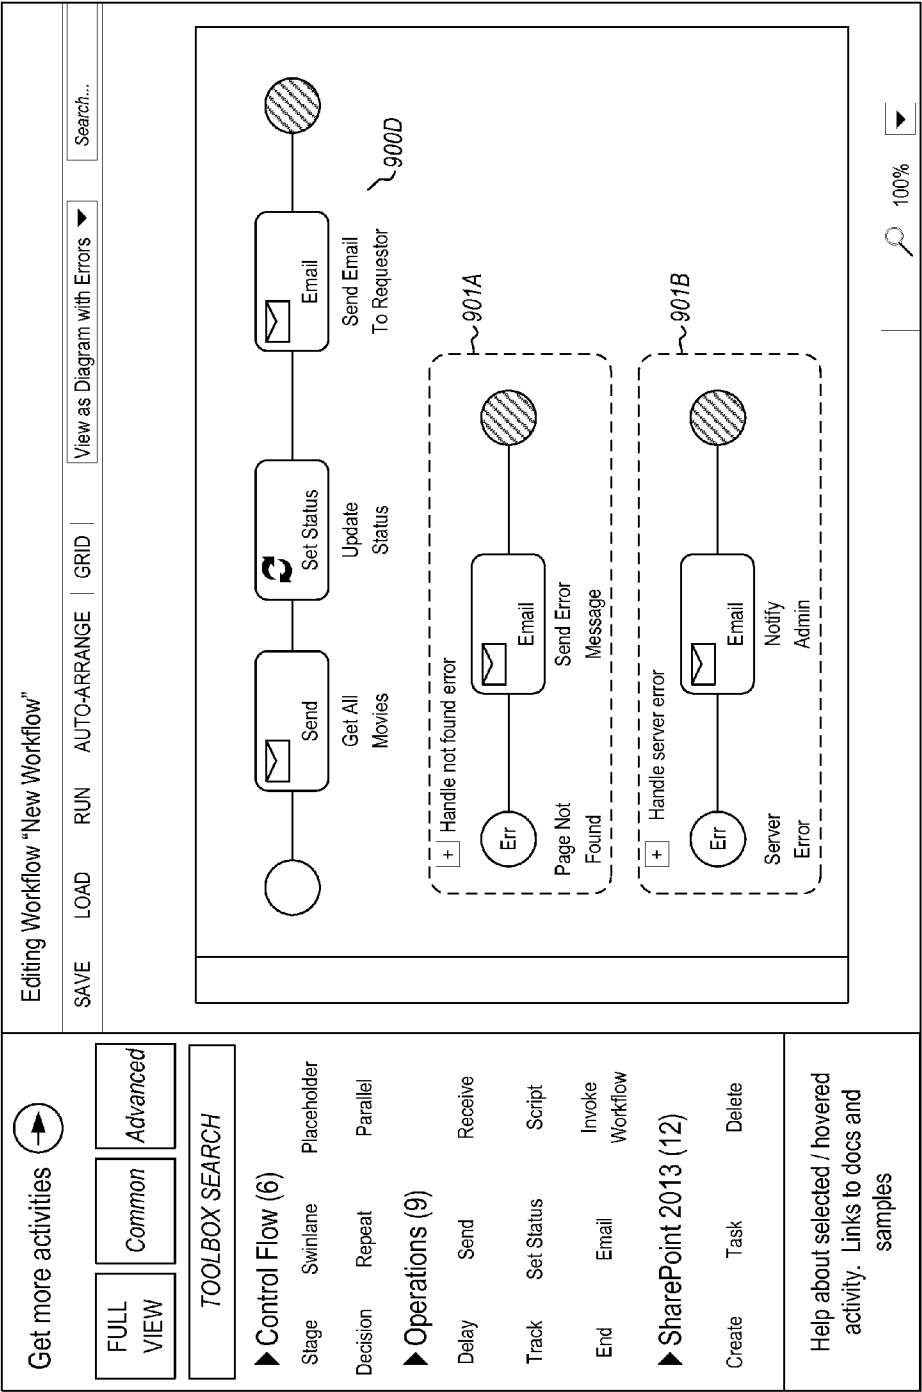 Get more activities
FULL
VIEW
Common
Advanced
TOOLBOX SEARCH
Control Flow (6)
Stage Swinlane Placeholder
Decision Repeat Parallel
Operations (9)
Delay Send Receive
Track Set Status Script
End Email Invoke
Workflow
SharePoint 2013 (12)
Create Task Delete
Help about selected / hovered
activity. Links to docs and
samples
Editing Workflow “New Workflow”
SAVE LOAD RUN AUTO-ARRANGE | GRID |
View as Diagram with Errors
Search...
Send
Get All
Movies
Set Status
Update
Status
Email
Send Email
To Requestor
900D
+ Handle not found error
901A
Err
Page Not
Found
Email
Send Error
Message
+ Handle server error
901B
Err
Server
Error
Email
Notify
Admin
100%